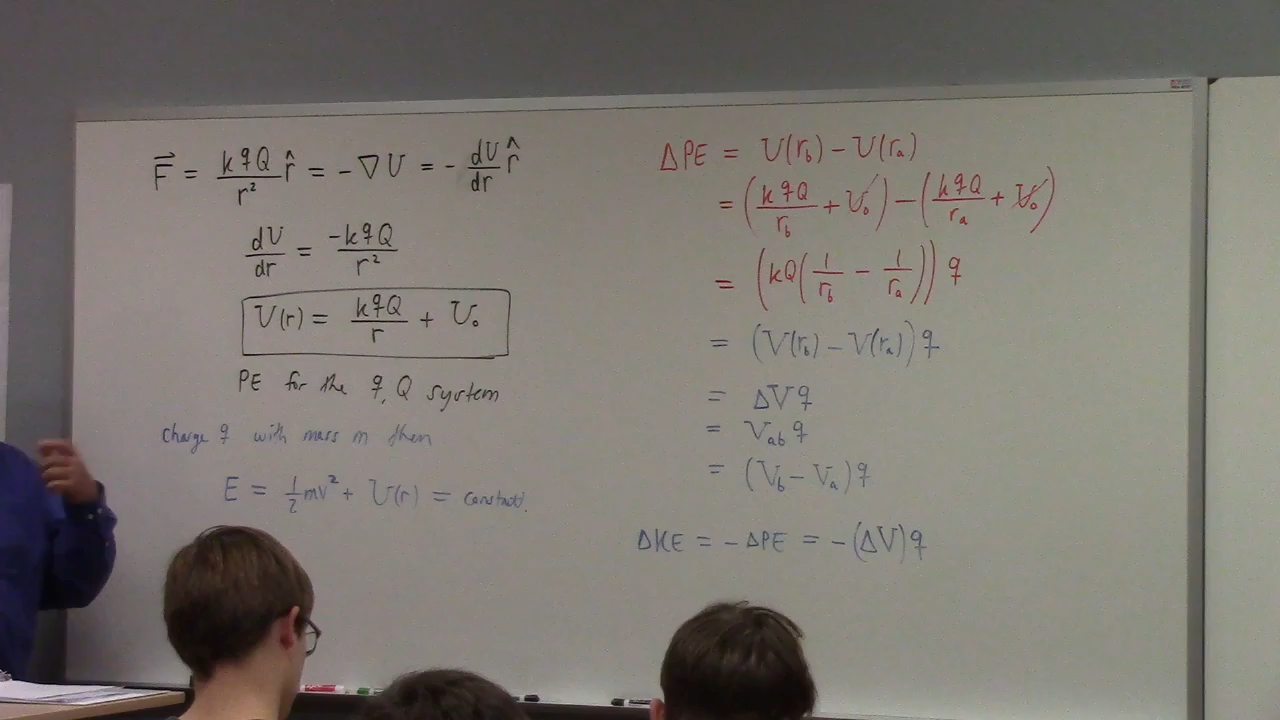 F⃗ = kqQ/r² r̂ = -∇U = - dU/dr r̂
dU/dr = -kqQ/r²
U(r) = kqQ/r + U₀
PE for the q, Q system
charge q with mass m then
E = ½mv² + U(r) = constant.
ΔPE = U(r_b) - U(r_a)
= (kqQ/r_b + U₀) - (kqQ/r_a + U₀)
= (kQ(1/r_b - 1/r_a)) q
= (V(r_b) - V(r_a)) q
= ΔV q
= V_ab q
= (V_b - V_a) q
ΔKE = -ΔPE = -(ΔV)q